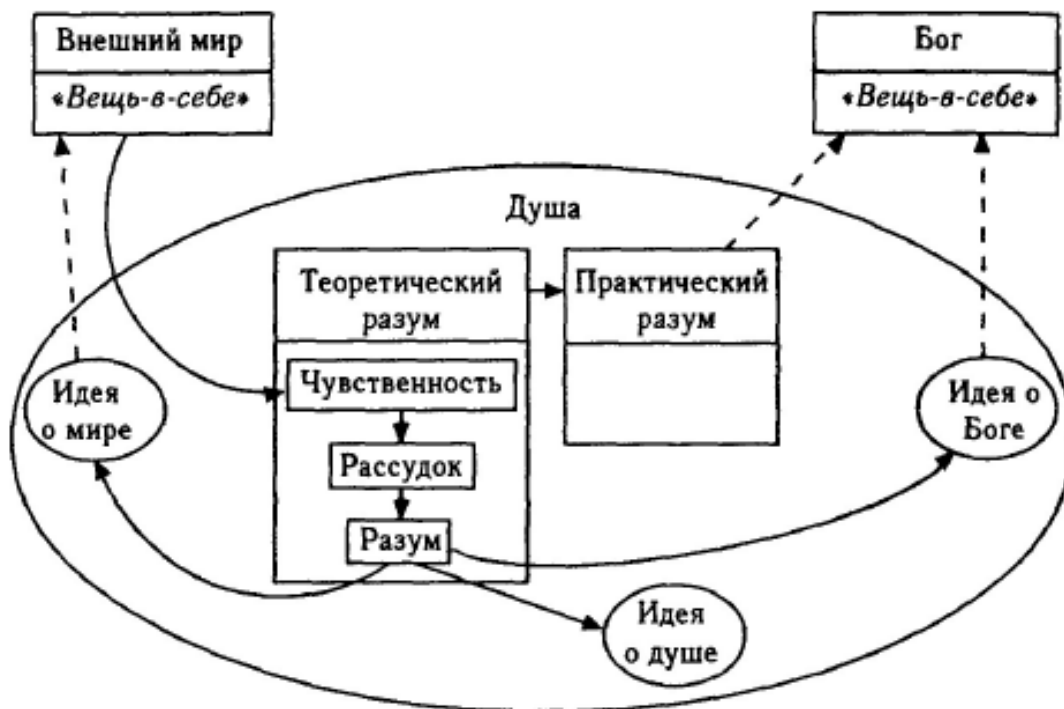 Внешний мир
«Вещь-в-себе»
Бог
«Вещь-в-себе»
Душа
Теоретический
разум
Практический
разум
Чувственность
Рассудок
Разум
Идея
о мире
Идея о
Боге
Идея
о душе